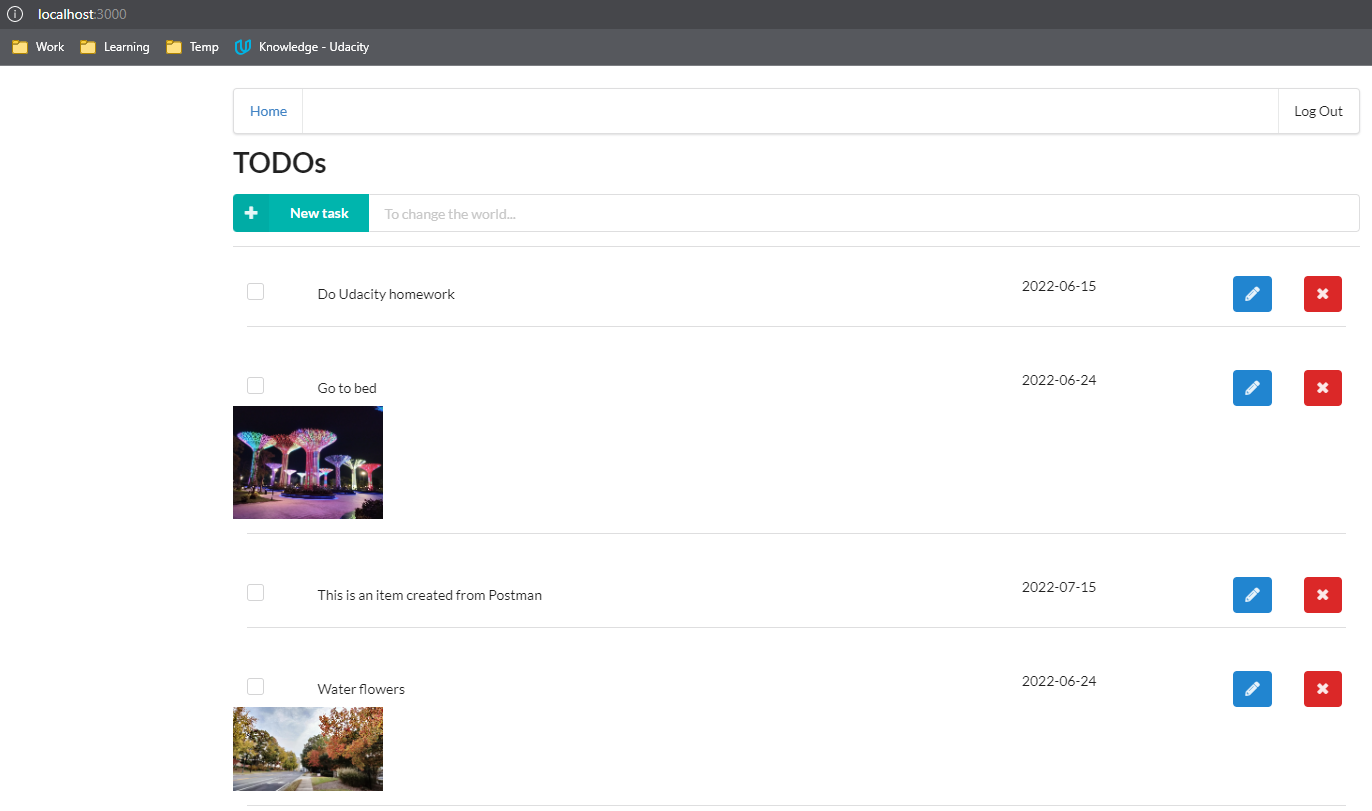 localhost:3000
Work Learning Temp Knowledge - Udacity
Home Log Out
TODOs
New task To change the world...
Do Udacity homework 2022-06-15
Go to bed 2022-06-24
This is an item created from Postman 2022-07-15
Water flowers 2022-06-24